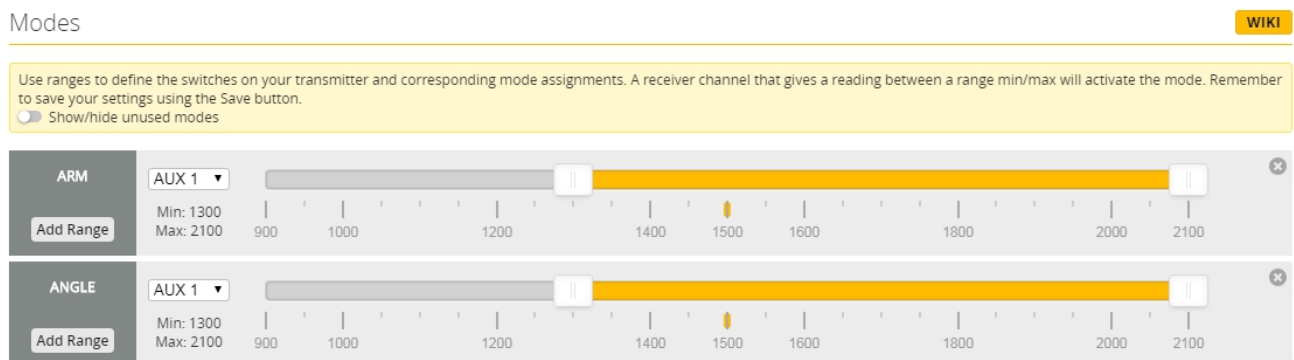 Modes
WIKI
Use ranges to define the switches on your transmitter and corresponding mode assignments. A receiver channel that gives a reading between a range min/max will activate the mode. Remember
to save your settings using the Save button.
Show/hide unused modes
ARM
AUX 1
Min: 1300
Max: 2100
Add Range
900 1000 1200 1400 1500 1600 1800 2000 2100
ANGLE
AUX 1
Min: 1300
Max: 2100
Add Range
900 1000 1200 1400 1500 1600 1800 2000 2100